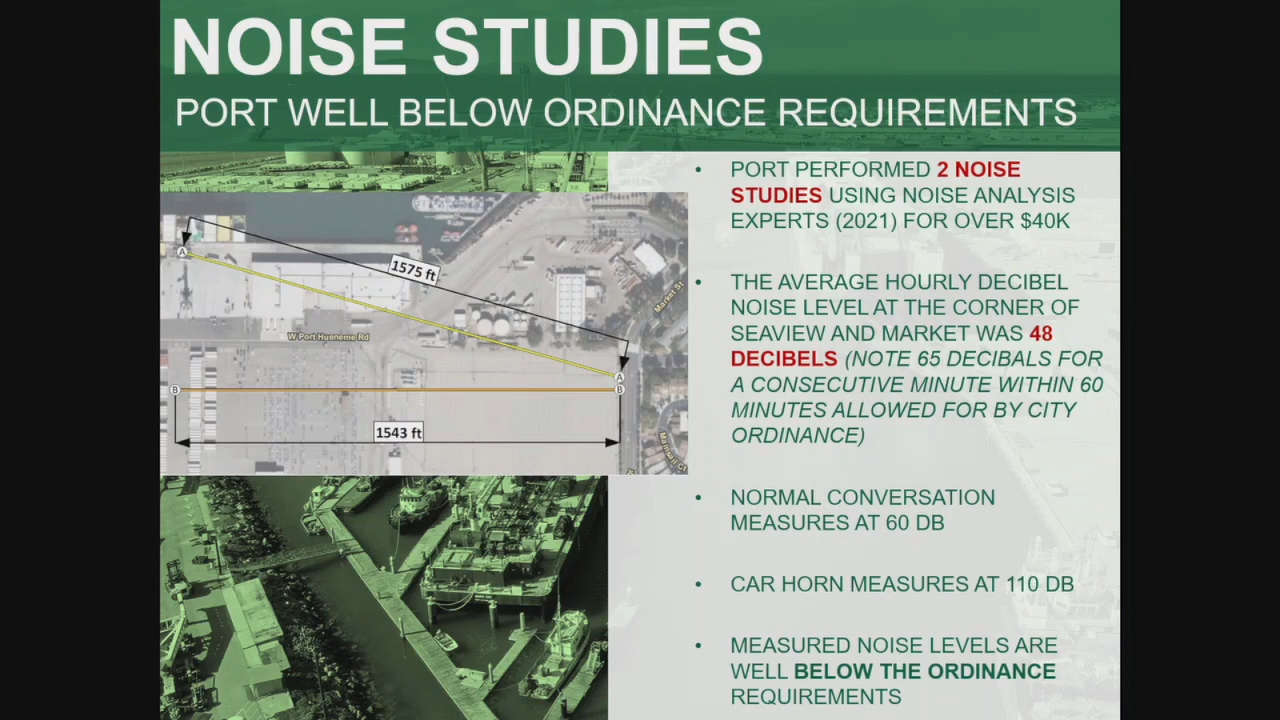 NOISE STUDIES
PORT WELL BELOW ORDINANCE REQUIREMENTS
• PORT PERFORMED 2 NOISE
STUDIES USING NOISE ANALYSIS
EXPERTS (2021) FOR OVER $40K
• THE AVERAGE HOURLY DECIBEL
NOISE LEVEL AT THE CORNER OF
SEAVIEW AND MARKET WAS 48
DECIBELS (NOTE 65 DECIBALS FOR
A CONSECUTIVE MINUTE WITHIN 60
MINUTES ALLOWED FOR BY CITY
ORDINANCE)
• NORMAL CONVERSATION
MEASURES AT 60 DB
• CAR HORN MEASURES AT 110 DB
• MEASURED NOISE LEVELS ARE
WELL BELOW THE ORDINANCE
REQUIREMENTS
A
1575 ft
Market St
W Port Hueneme Rd
A
B
B
1543 ft